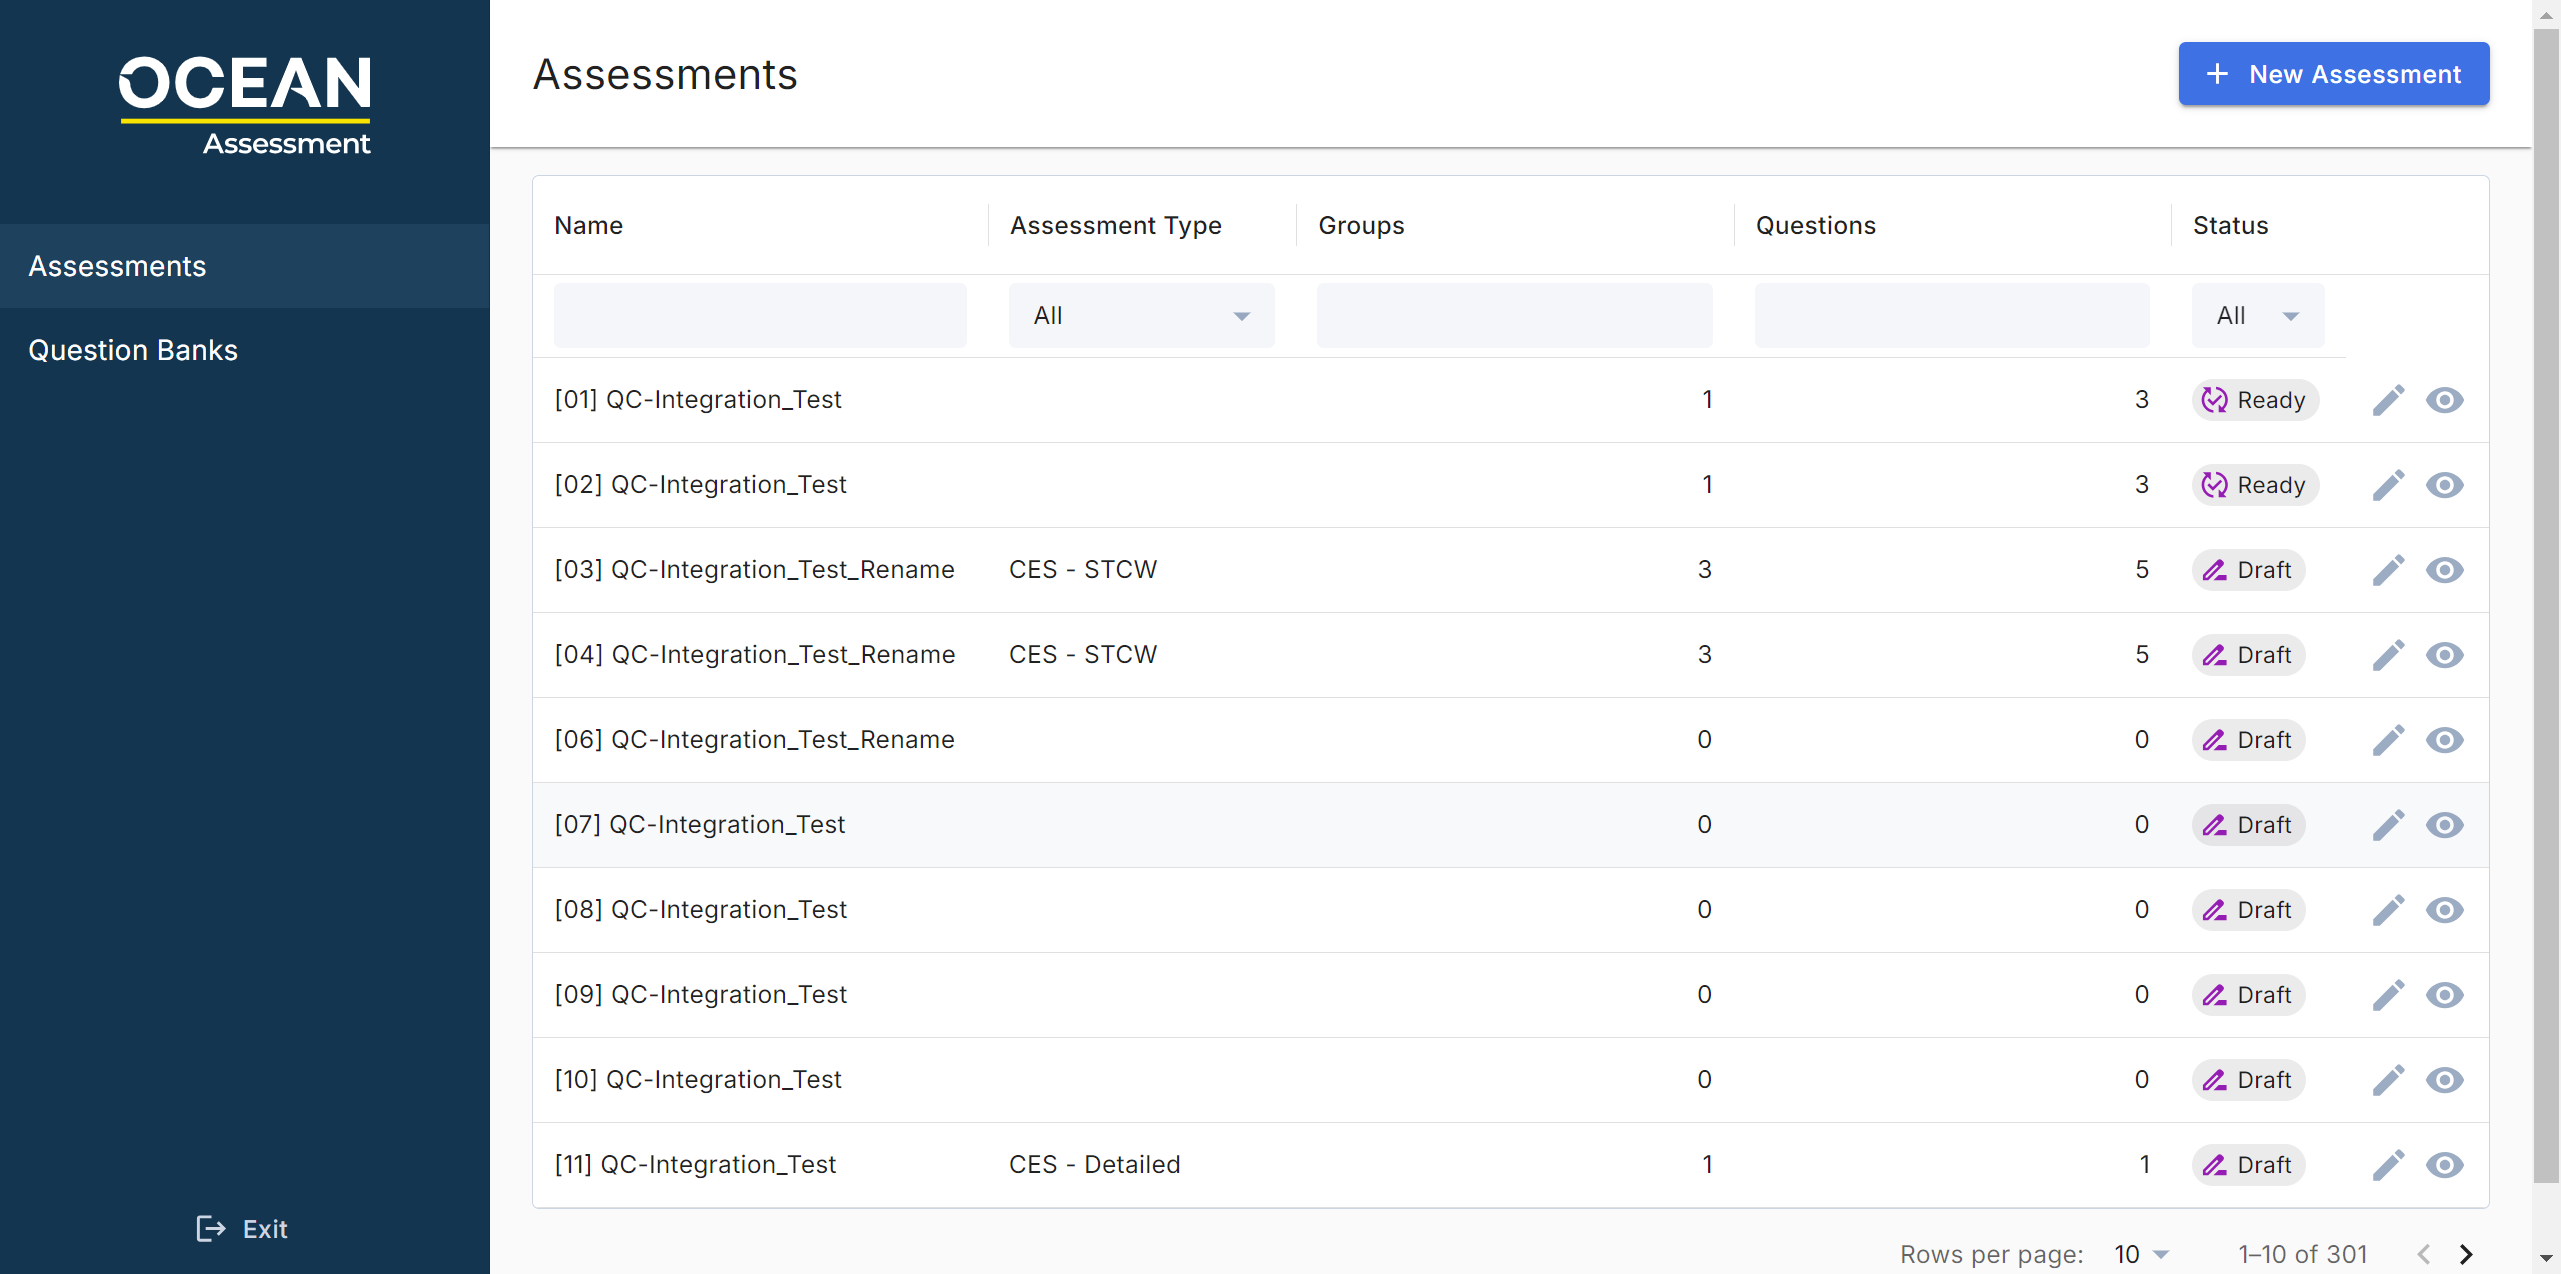 OCEAN
Assessment
Assessments
Question Banks
Exit
Assessments
New Assessment
Name Assessment Type Groups Questions Status
All All
[01] QC-Integration_Test 1 3 Ready
[02] QC-Integration_Test 1 3 Ready
[03] QC-Integration_Test_Rename CES - STCW 3 5 Draft
[04] QC-Integration_Test_Rename CES - STCW 3 5 Draft
[06] QC-Integration_Test_Rename 0 0 Draft
[07] QC-Integration_Test 0 0 Draft
[08] QC-Integration_Test 0 0 Draft
[09] QC-Integration_Test 0 0 Draft
[10] QC-Integration_Test 0 0 Draft
[11] QC-Integration_Test CES - Detailed 1 1 Draft
Rows per page: 10 1–10 of 301